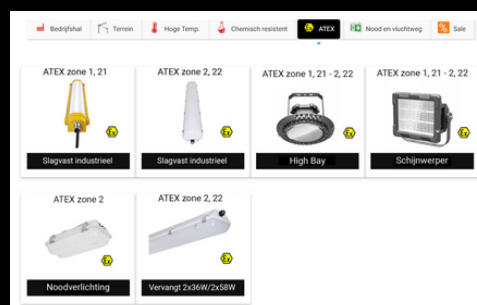 Bedrijfshal Terrein Hoge Temp. Chemisch resistent ATEX Nood en vluchtweg Sale
ATEX zone 1, 21
Slagvast industrieel
ATEX zone 2, 22
Slagvast industrieel
ATEX zone 1, 21 - 2, 22
High Bay
ATEX zone 1, 21 - 2, 22
Schijnwerper
ATEX zone 2
Noodverlichting
ATEX zone 2, 22
Vervangt 2x36W/2x58W